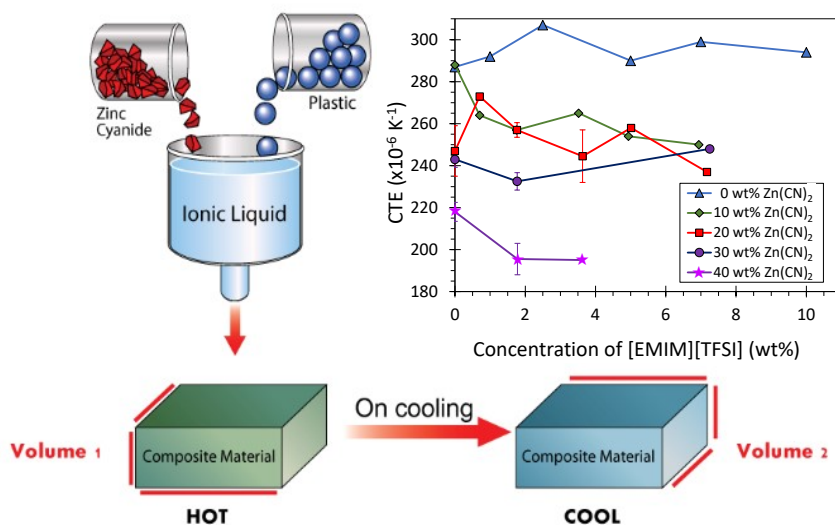 Zinc
Cyanide
Plastic
Ionic Liquid
CTE (x10⁻⁶ K⁻¹)
300
280
260
240
220
200
180
0
2
4
6
8
10
Concentration of [EMIM][TFSI] (wt%)
0 wt% Zn(CN)₂
10 wt% Zn(CN)₂
20 wt% Zn(CN)₂
30 wt% Zn(CN)₂
40 wt% Zn(CN)₂
Volume 1
Composite Material
HOT
On cooling
Composite Material
Volume 2
COOL